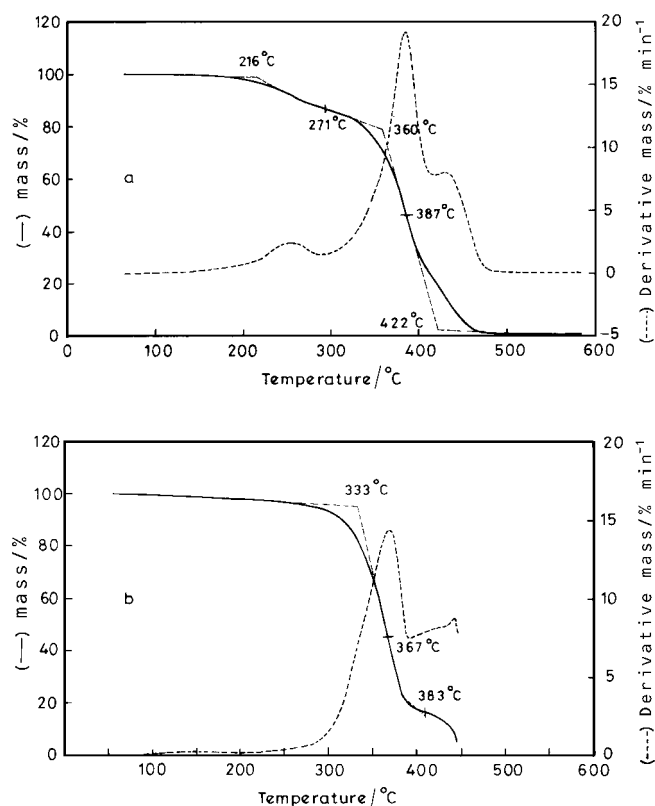 120
100
80
60
40
20
0
(—) mass/%
20
15
10
5
0
-5
(----) Derivative mass/% min⁻¹
216°C
271°C
360°C
387°C
422°C
a
0
100
200
300
400
500
600
Temperature/°C
120
100
80
60
40
20
0
(—) mass/%
20
15
10
5
0
(----) Derivative mass/% min⁻¹
333°C
367°C
383°C
b
100
200
300
400
500
600
Temperature/°C